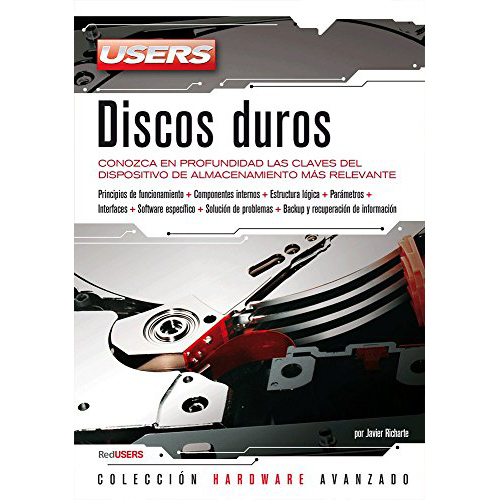 USERS
Discos duros
CONOZCA EN PROFUNDIDAD LAS CLAVES DEL
DISPOSITIVO DE ALMACENAMIENTO MÁS RELEVANTE
Principios de funcionamiento + Componentes internos + Estructura lógica + Parámetros +
Interfaces + Software específico + Solución de problemas + Backup y recuperación de información
por Javier Richarte
RedUSERS
COLECCIÓN HARDWARE AVANZADO